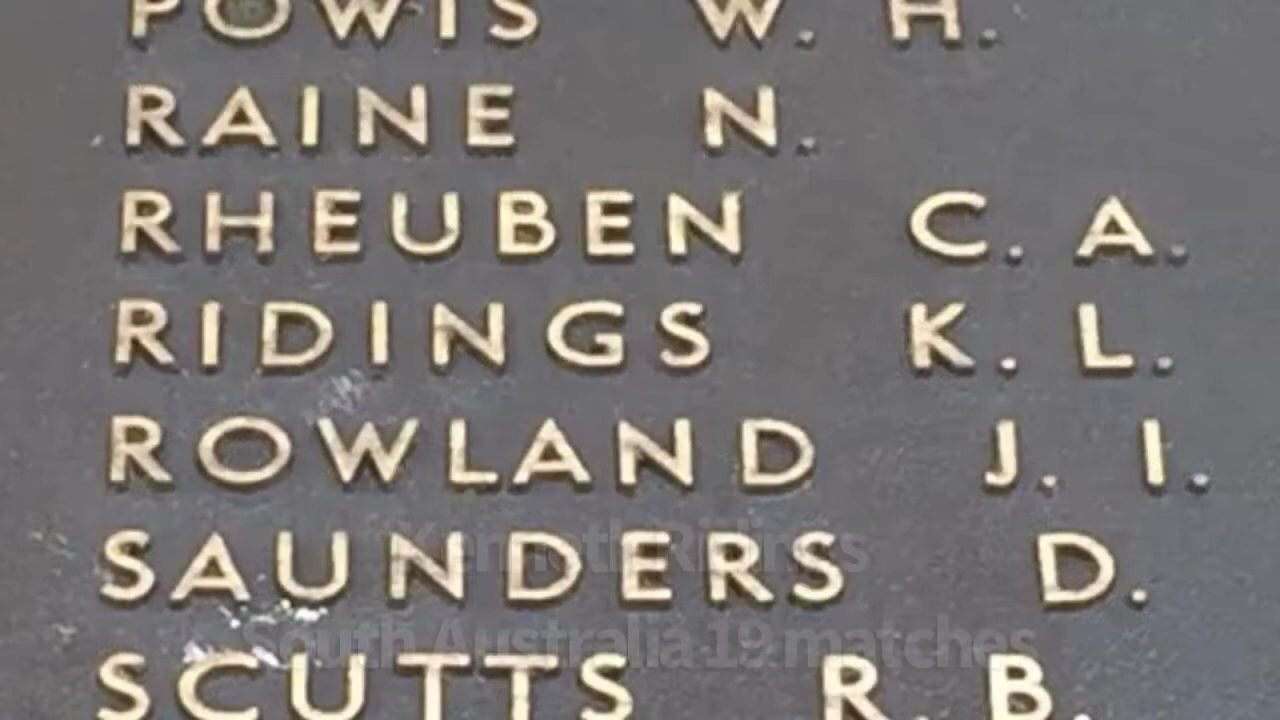 POWIS W. H.
RAINE N.
RHEUBEN C. A.
RIDINGS K. L.
ROWLAND J. I.
SAUNDERS D.
Kenneth Ridings
South Australia 19 matches
SCUTTS R. B.